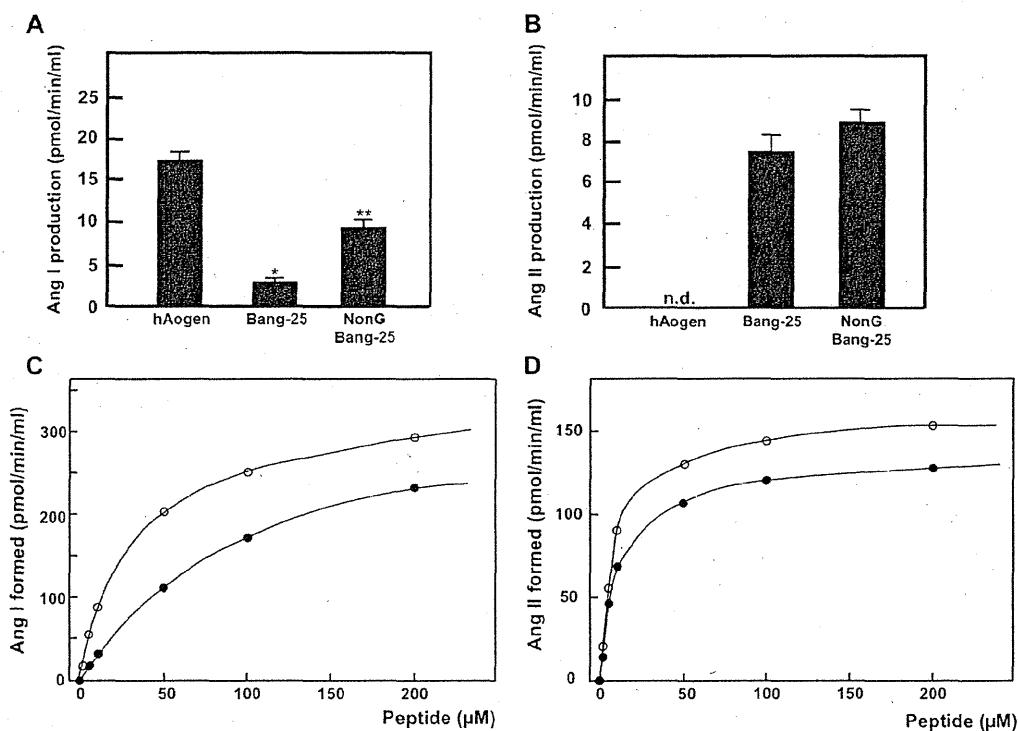 A
Ang I production (pmol/min/ml)
25
20
15
10
5
0
*
**
hAogen
Bang-25
NonG
Bang-25
B
Ang II production (pmol/min/ml)
10
8
6
4
2
0
n.d.
hAogen
Bang-25
NonG
Bang-25
C
Ang I formed (pmol/min/ml)
300
200
100
0
0
50
100
150
200
Peptide (µM)
D
Ang II formed (pmol/min/ml)
150
100
50
0
0
50
100
150
200
Peptide (µM)